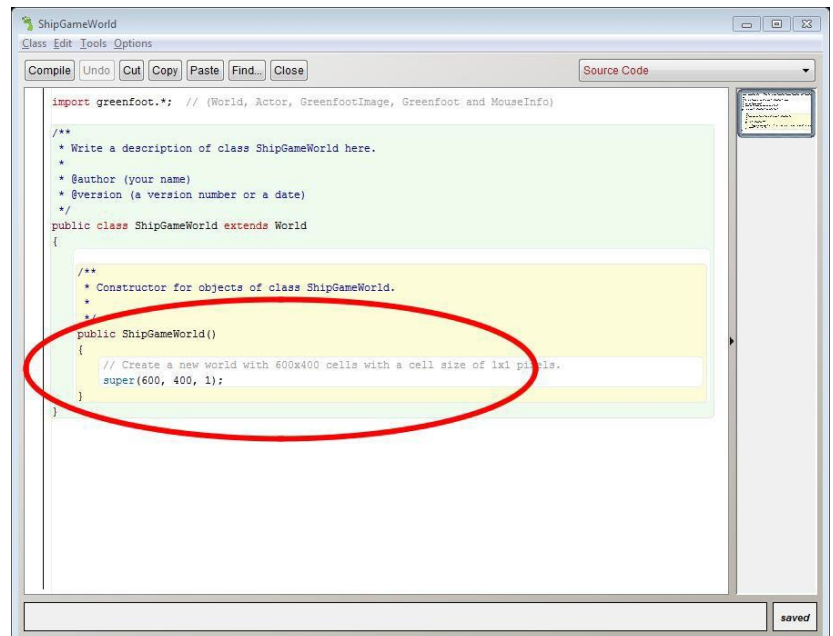 ShipGameWorld
Class Edit Tools Options
Compile Undo Cut Copy Paste Find... Close Source Code
import greenfoot.*;  // (World, Actor, GreenfootImage, Greenfoot and MouseInfo)
/**
 * Write a description of class ShipGameWorld here.
 *
 * @author (your name)
 * @version (a version number or a date)
 */
public class ShipGameWorld extends World
{
/**
 * Constructor for objects of class ShipGameWorld.
 *
 */
public ShipGameWorld()
{
// Create a new world with 600x400 cells with a cell size of 1x1 pixels.
super(600, 400, 1);
}
}
saved